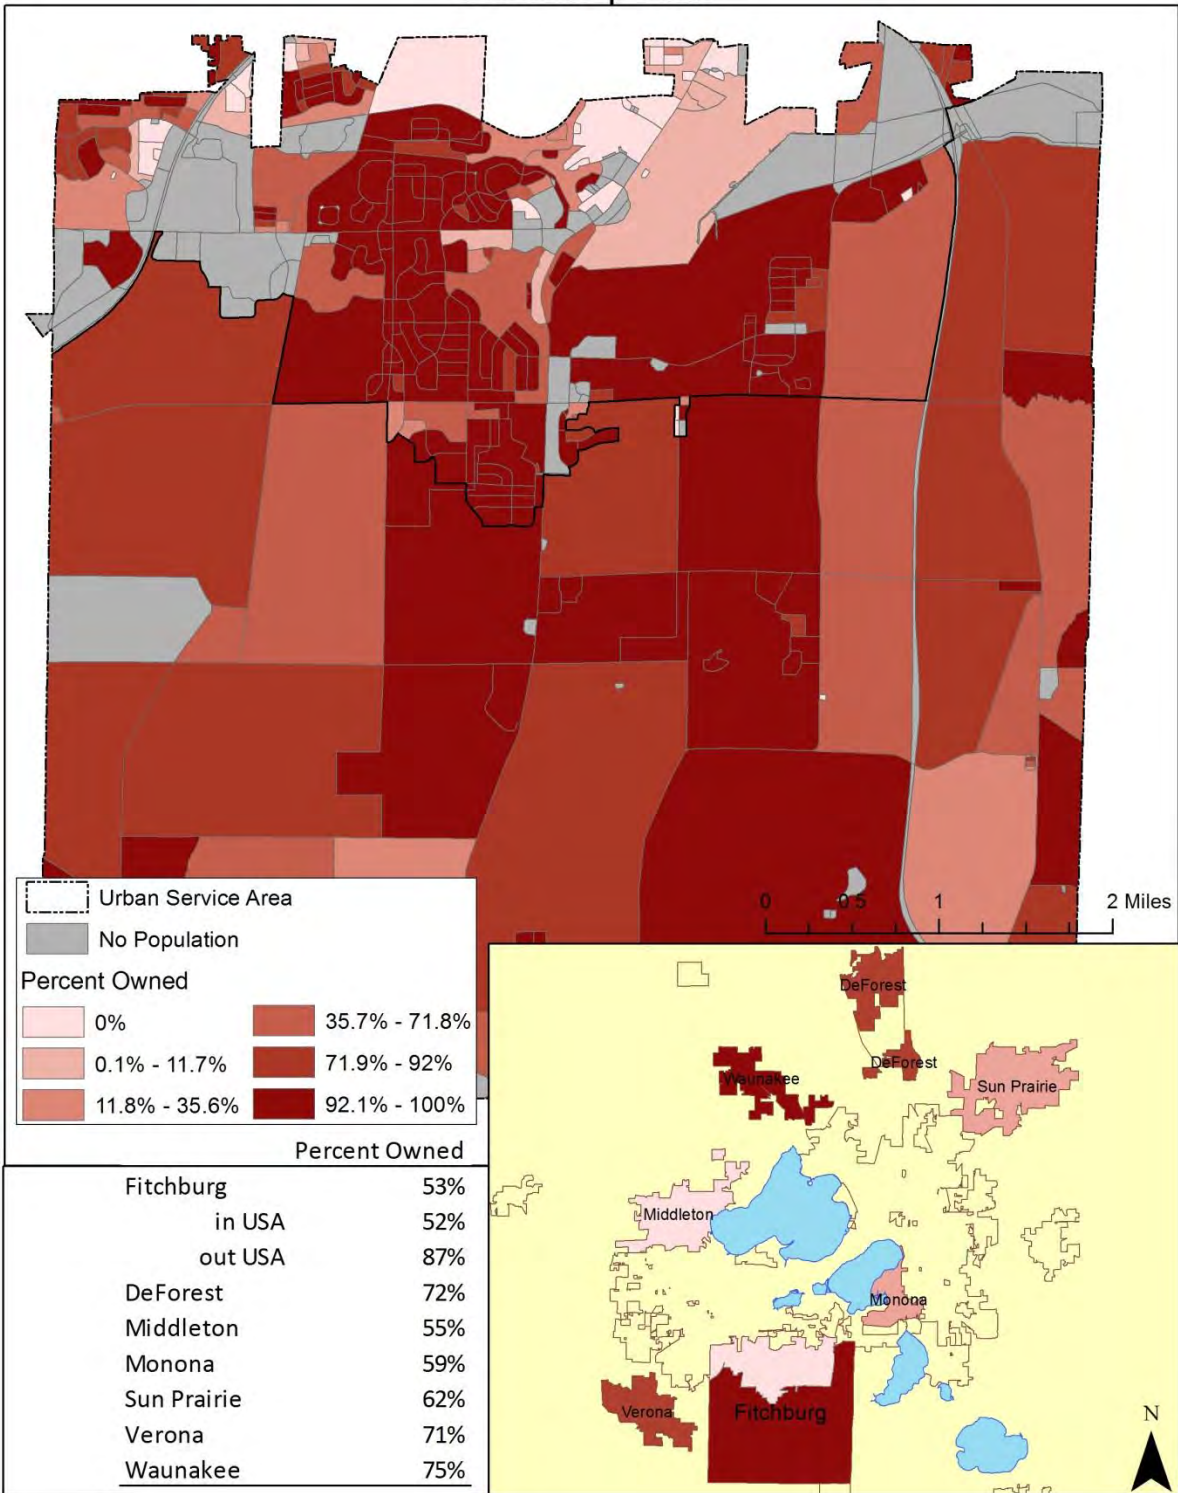 Urban Service Area
No Population
Percent Owned
0%
0.1% - 11.7%
11.8% - 35.6%
35.7% - 71.8%
71.9% - 92%
92.1% - 100%
0 0.5 1 2 Miles
Percent Owned
Fitchburg 53%
in USA 52%
out USA 87%
DeForest 72%
Middleton 55%
Monona 59%
Sun Prairie 62%
Verona 71%
Waunakee 75%
DeForest
DeForest
Waunakee
Sun Prairie
Middleton
Monona
Verona
Fitchburg
N